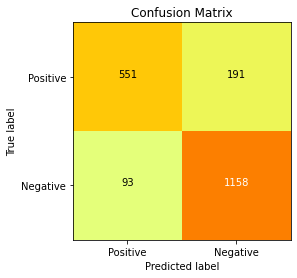 Confusion Matrix
True label
Positive
551
191
Negative
93
1158
Positive
Negative
Predicted label